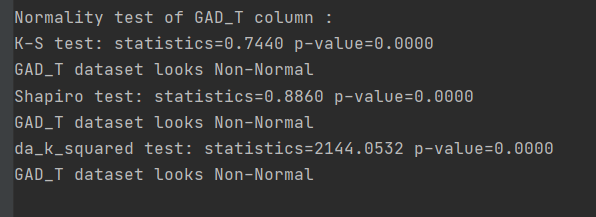 Normality test of GAD_T column :
K-S test: statistics=0.7440 p-value=0.0000
GAD_T dataset looks Non-Normal
Shapiro test: statistics=0.8860 p-value=0.0000
GAD_T dataset looks Non-Normal
da_k_squared test: statistics=2144.0532 p-value=0.0000
GAD_T dataset looks Non-Normal